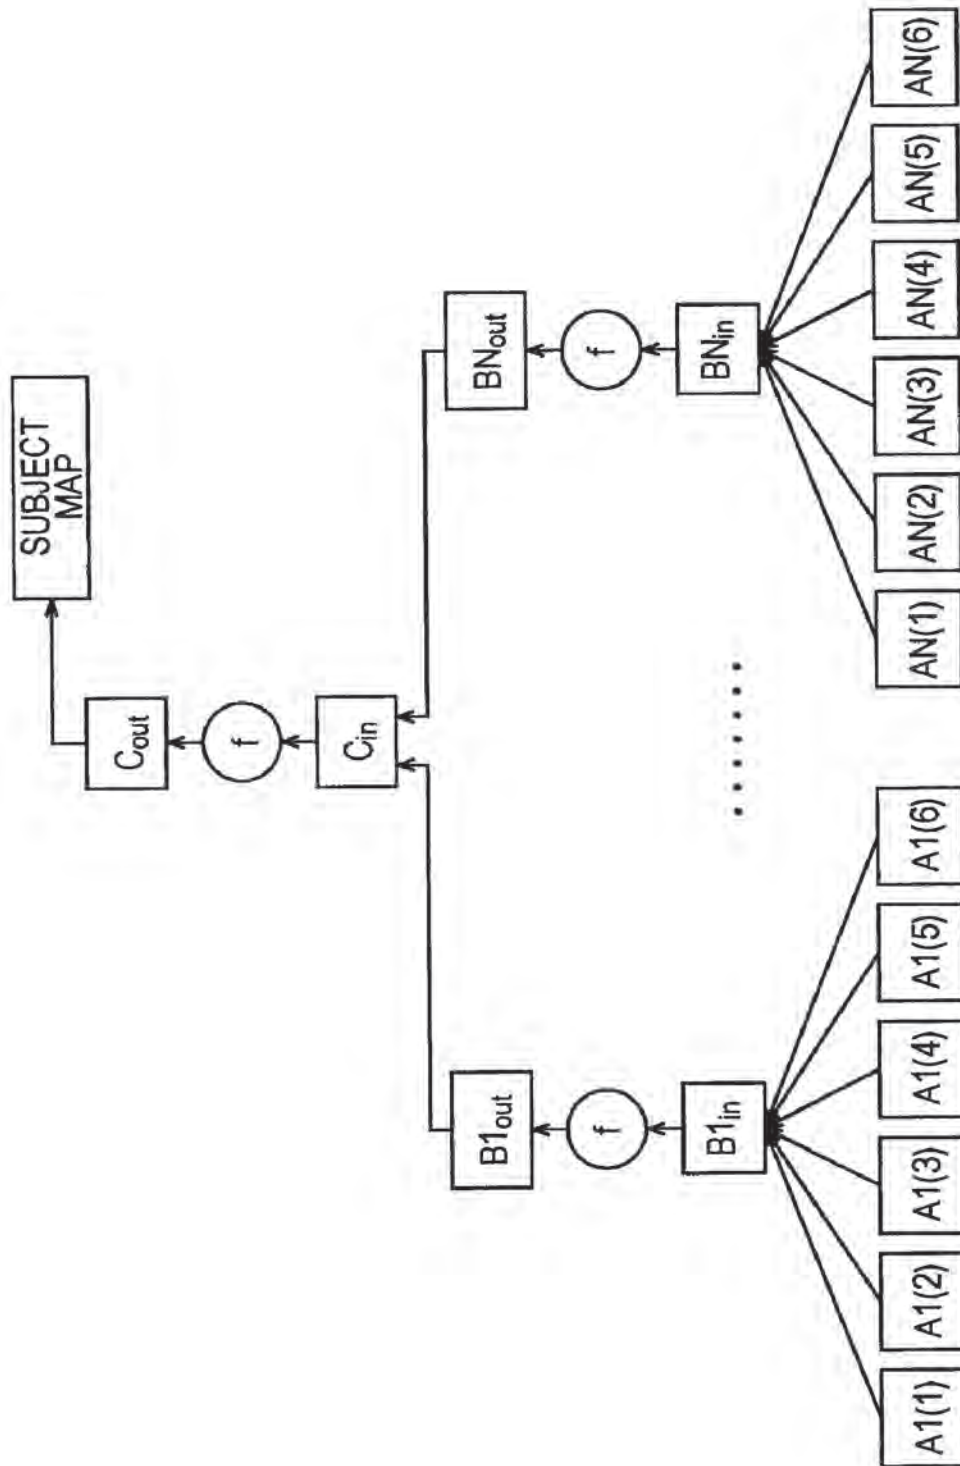 SUBJECT
MAP
Cout
f
Cin
B1out
f
B1in
BNout
f
BNin
.......
A1(1)
A1(2)
A1(3)
A1(4)
A1(5)
A1(6)
AN(1)
AN(2)
AN(3)
AN(4)
AN(5)
AN(6)